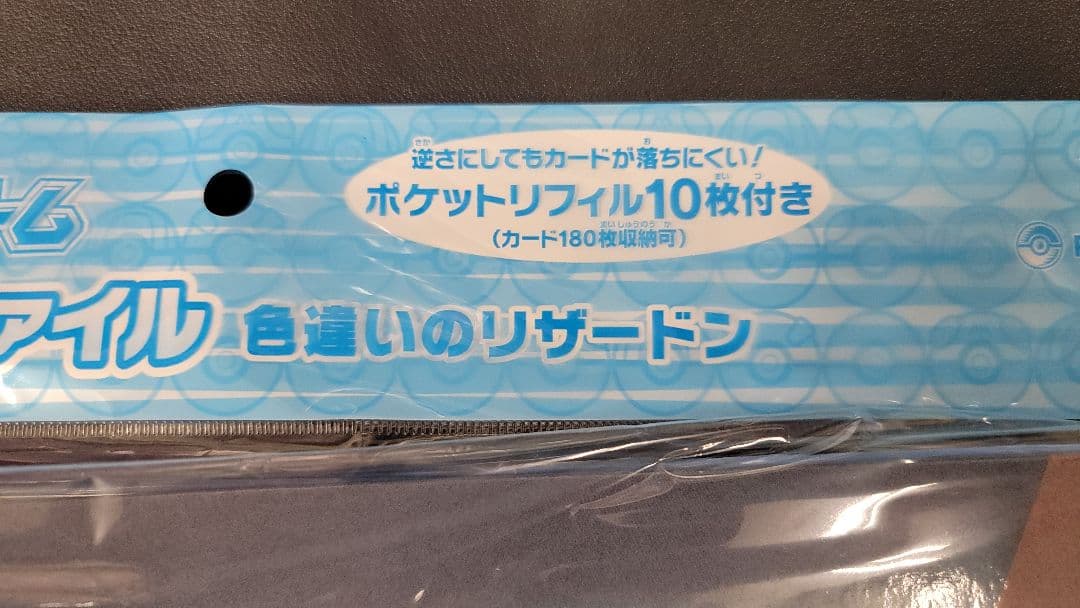 逆さにしてもカードが落ちにくい!
ポケットリフィル10枚付き
(カード180枚収納可)
ーム
ァイル 色違いのリザードン